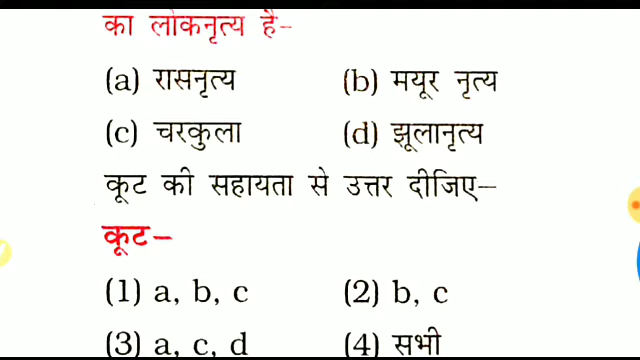 का लोकनृत्य है–
(a) रासनृत्य (b) मयूर नृत्य
(c) चरकुला (d) झूलानृत्य
कूट की सहायता से उत्तर दीजिए–
कूट–
(1) a, b, c (2) b, c
(3) a, c, d (4) सभी